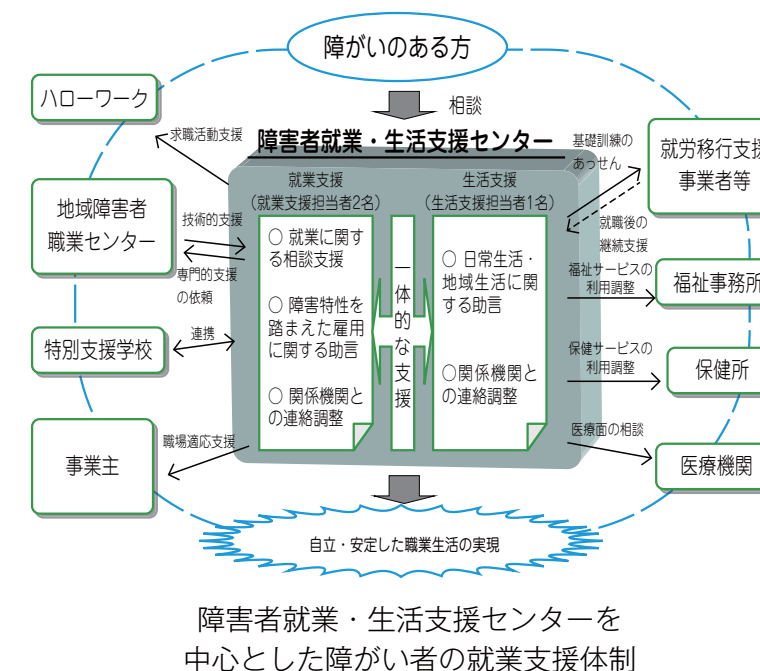 障がいのある方
相談
ハローワーク
求職活動支援
障害者就業・生活支援センター
基礎訓練の
あっせん
就労移行支援
事業者等
就職後の
継続支援
地域障害者
職業センター
技術的支援
専門的支援
の依頼
就業支援
(就業支援担当者2名)
生活支援
(生活支援担当者1名)
○ 就業に関す
る相談支援
○ 障害特性を
踏まえた雇用
に関する助言
○ 関係機関と
の連絡調整
一体的な支援
○ 日常生活・
地域生活に関
する助言
○関係機関と
の連絡調整
福祉サービスの
利用調整
福祉事務所
特別支援学校
連携
保健サービスの
利用調整
保健所
事業主
職場適応支援
医療面の相談
医療機関
自立・安定した職業生活の実現
障害者就業・生活支援センターを
中心とした障がい者の就業支援体制